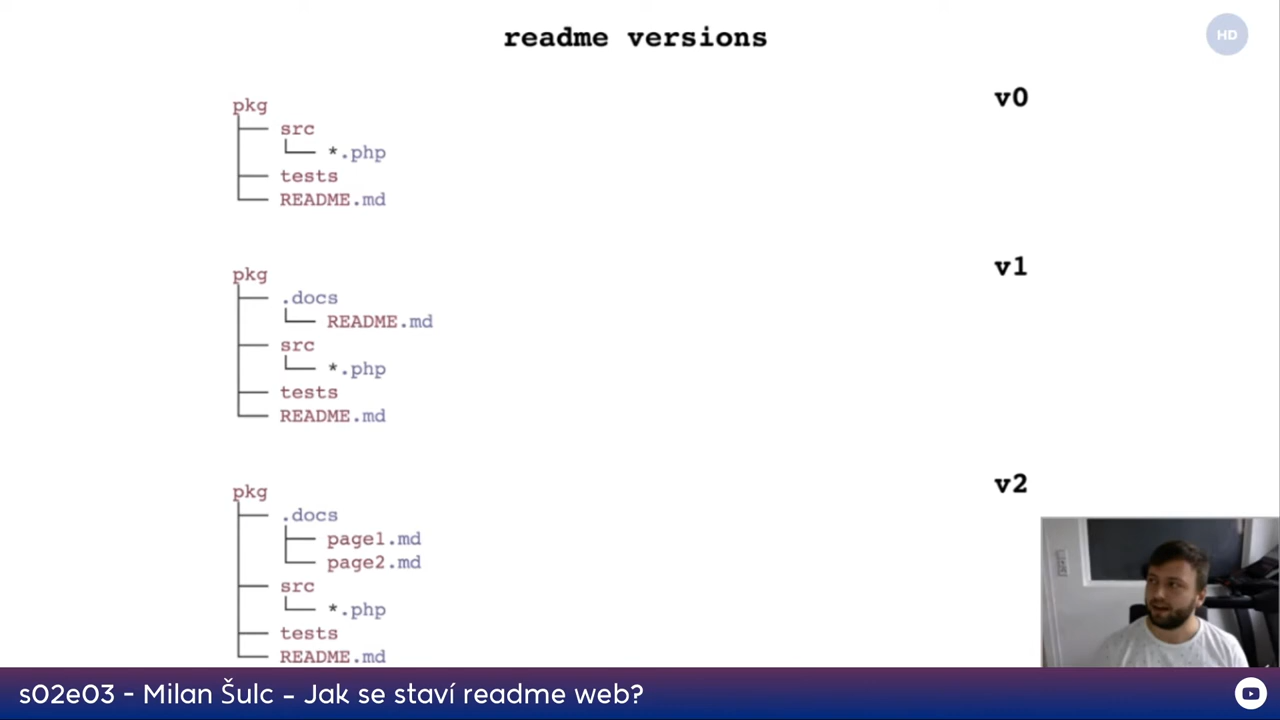 readme versions
HD
v0
pkg
src
*.php
tests
README.md
v1
pkg
.docs
README.md
src
*.php
tests
README.md
v2
pkg
.docs
page1.md
page2.md
src
*.php
tests
README.md
s02e03 - Milan Šulc - Jak se staví readme web?